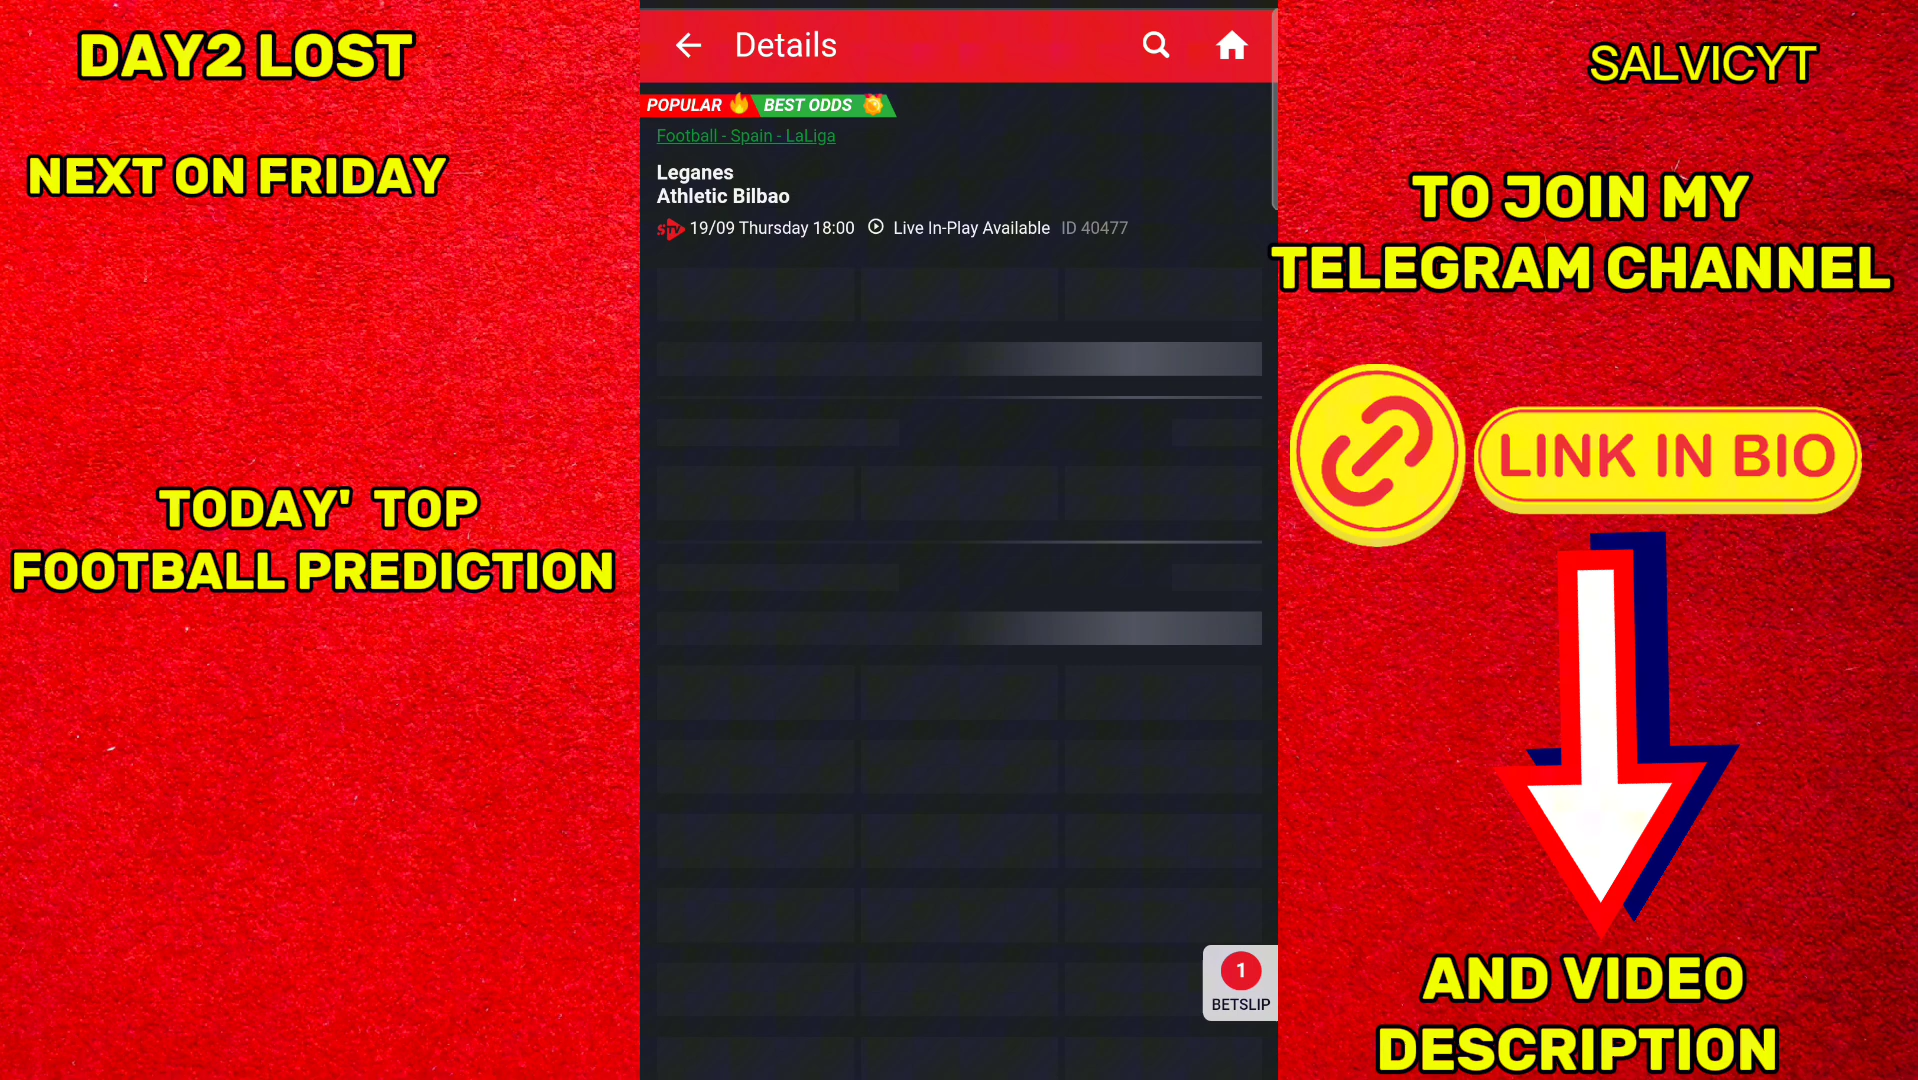 DAY2 LOST
NEXT ON FRIDAY
TODAY' TOP
FOOTBALL PREDICTION
Details
POPULAR BEST ODDS
Football - Spain - LaLiga
Leganes
Athletic Bilbao
STV 19/09 Thursday 18:00 Live In-Play Available ID 40477
1
BETSLIP
SALVICYT
TO JOIN MY
TELEGRAM CHANNEL
LINK IN BIO
AND VIDEO
DESCRIPTION